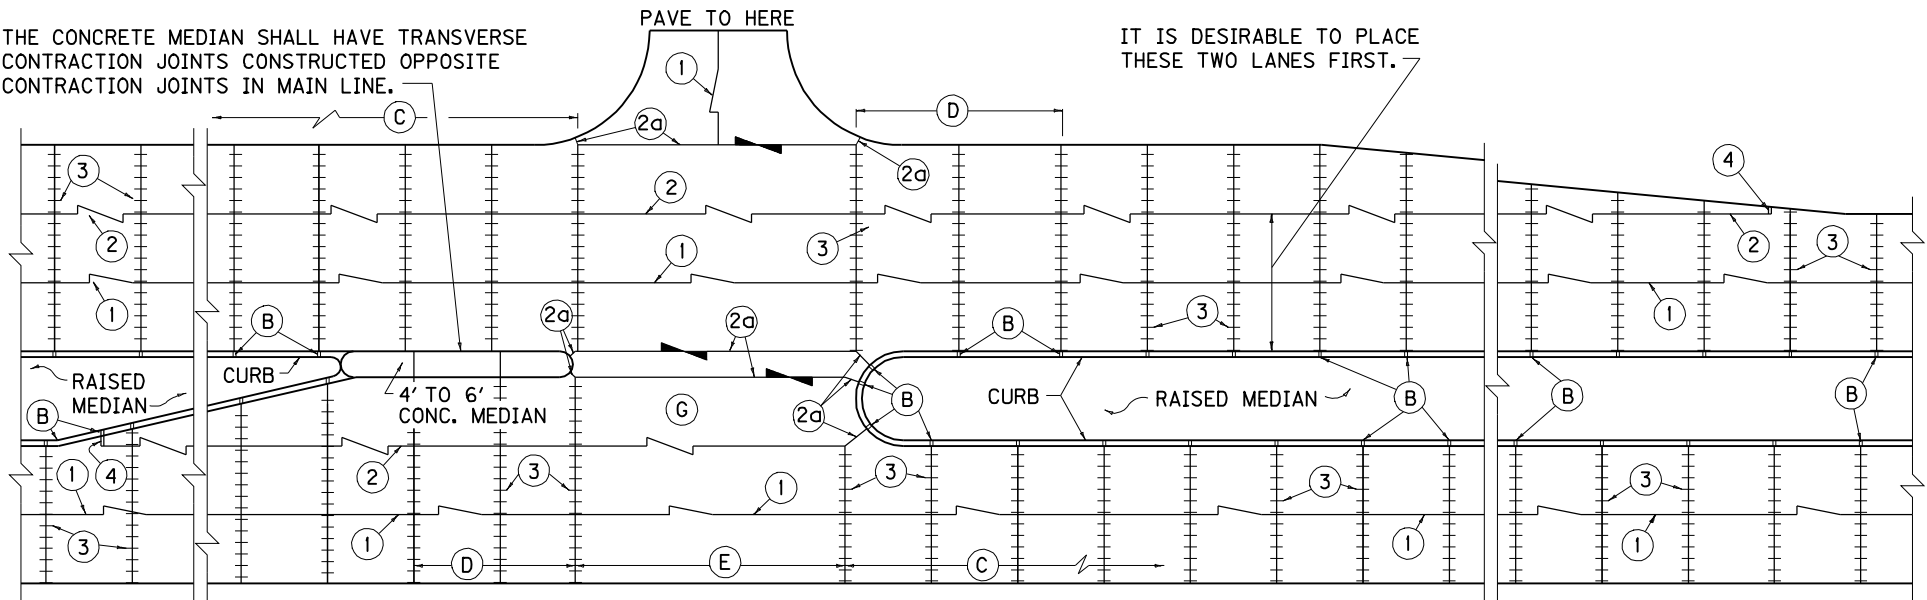 PAVE TO HERE
THE CONCRETE MEDIAN SHALL HAVE TRANSVERSE
CONTRACTION JOINTS CONSTRUCTED OPPOSITE
CONTRACTION JOINTS IN MAIN LINE.
IT IS DESIRABLE TO PLACE
THESE TWO LANES FIRST.
1
C
2a
D
3
2
2a
4
2
1
3
2
3
1
B
2a
2a
B
3
1
RAISED
MEDIAN
CURB
4' TO 6'
CONC. MEDIAN
G
2a
B
CURB
RAISED MEDIAN
B
B
B
B
1
4
2
3
1
3
3
3
3
1
D
E
C
1
1